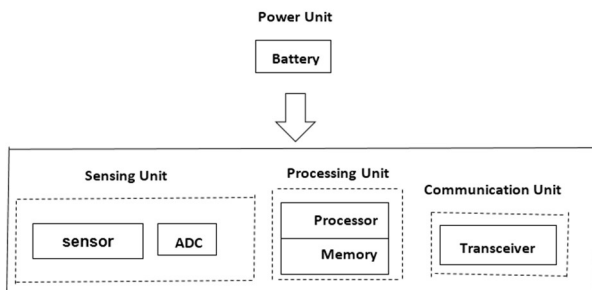 Power Unit
Battery
Sensing Unit
Processing Unit
Communication Unit
sensor
ADC
Processor
Memory
Transceiver